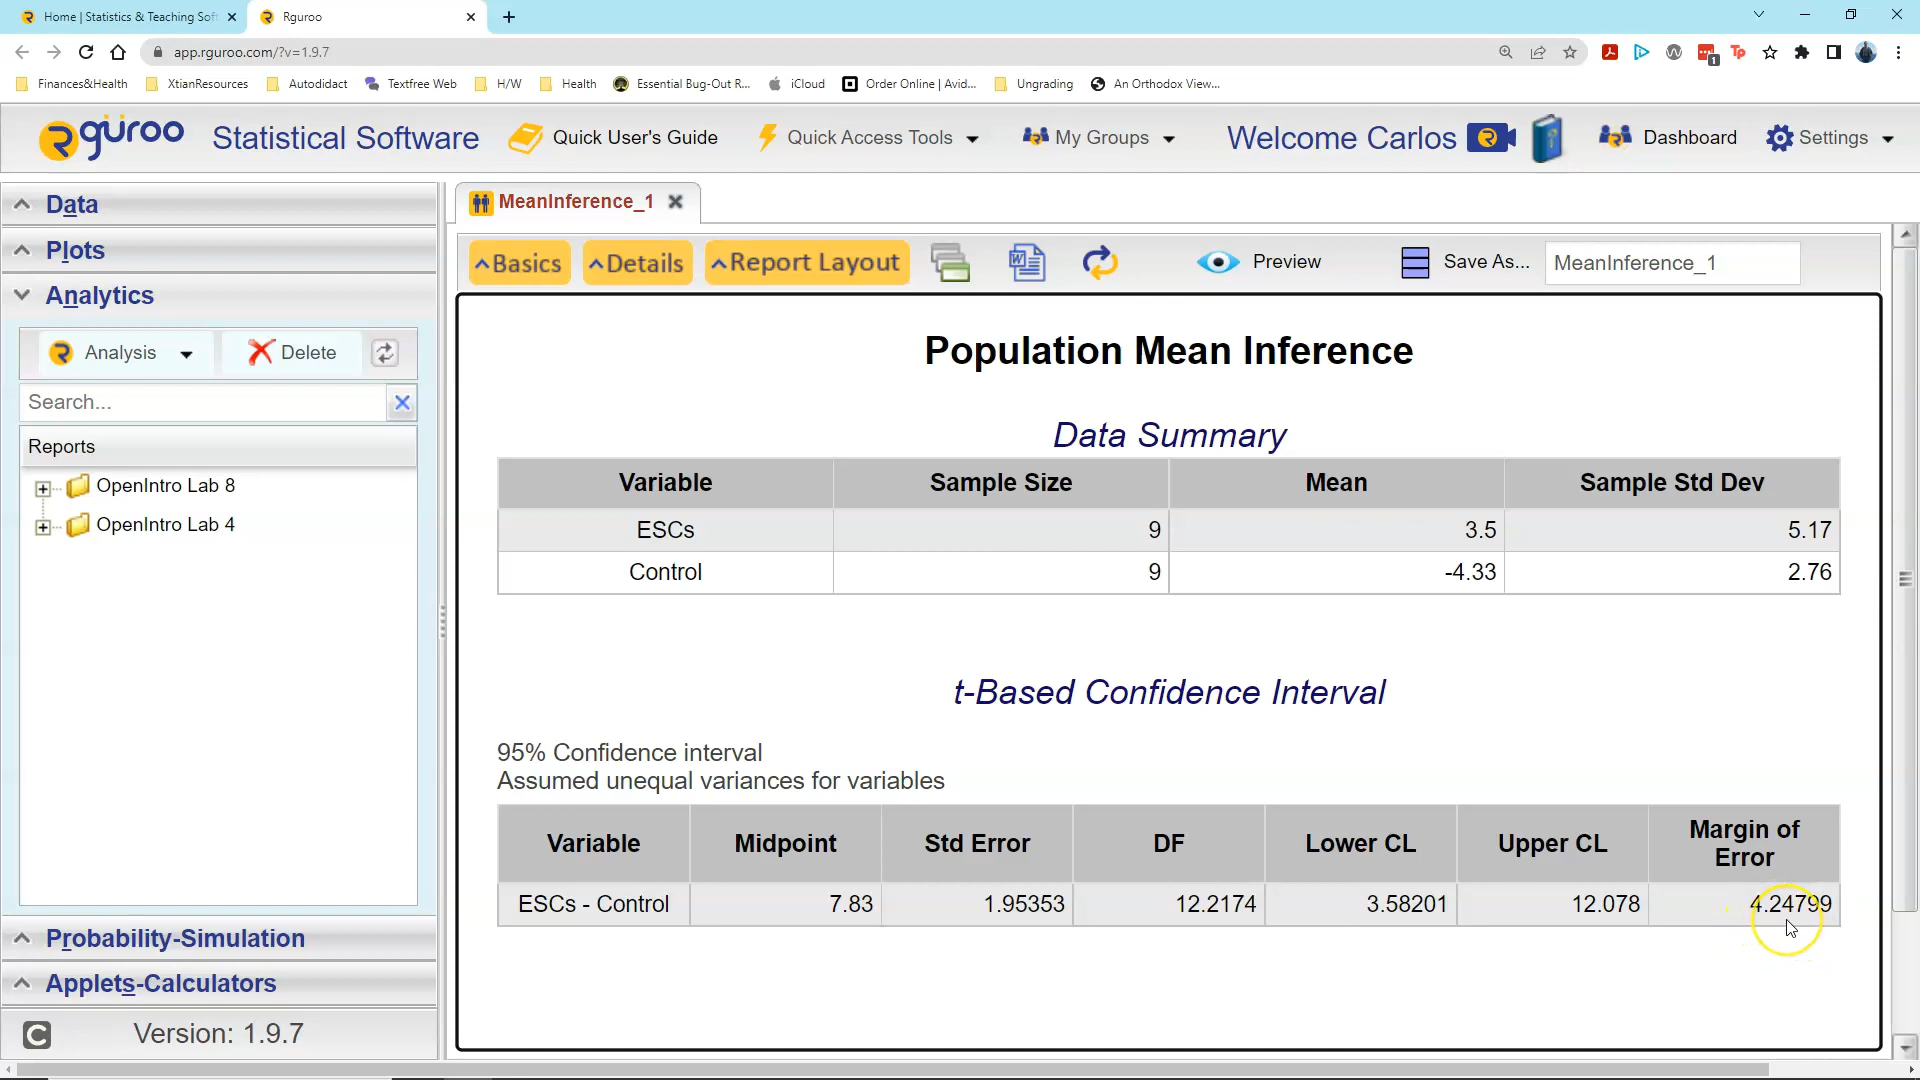 Home | Statistics & Teaching Soft
Rguroo
app.rguroo.com/?v=1.9.7
Finances&Health XtianResources Autodidact Textfree Web H/W Health Essential Bug-Out R... iCloud Order Online | Avid... Ungrading An Orthodox View...
rgüroo Statistical Software Quick User's Guide Quick Access Tools My Groups Welcome Carlos Dashboard Settings
Data
Plots
Analytics
Analysis Delete
Search...
Reports
OpenIntro Lab 8
OpenIntro Lab 4
Probability-Simulation
Applets-Calculators
Version: 1.9.7
MeanInference_1
Basics Details Report Layout Preview Save As... MeanInference_1
Population Mean Inference
Data Summary
Variable Sample Size Mean Sample Std Dev
ESCs 9 3.5 5.17
Control 9 -4.33 2.76
t-Based Confidence Interval
95% Confidence interval
Assumed unequal variances for variables
Variable Midpoint Std Error DF Lower CL Upper CL Margin of
Error
ESCs - Control 7.83 1.95353 12.2174 3.58201 12.078 4.24799